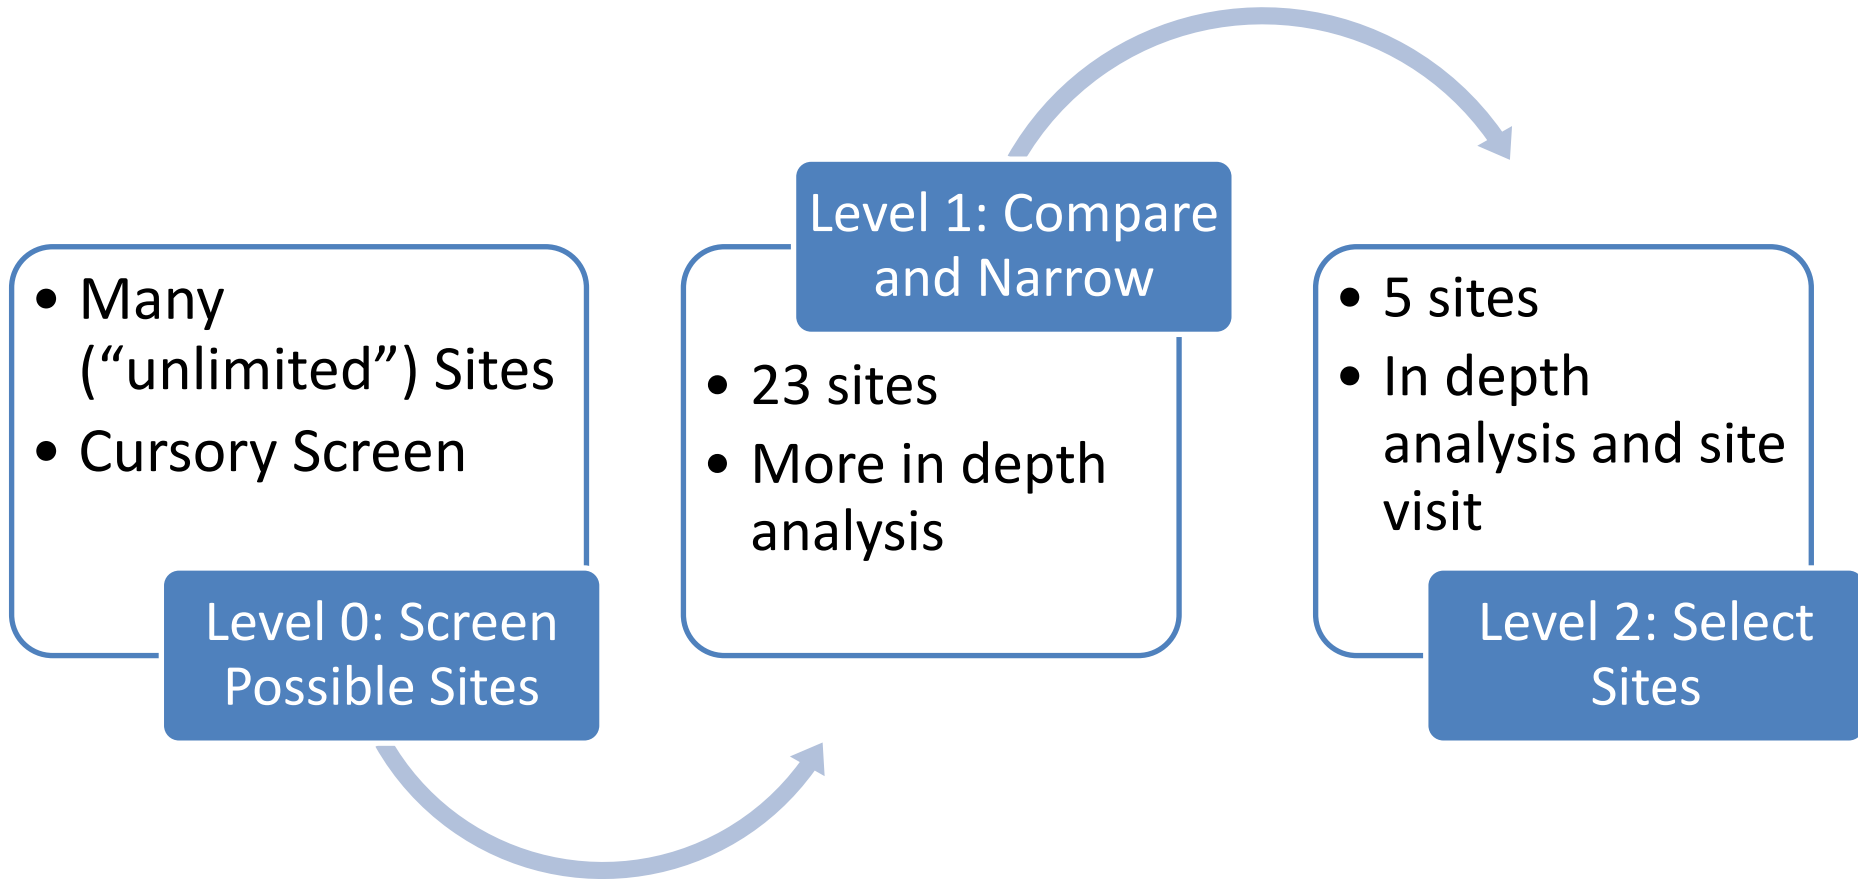 • Many
(“unlimited”) Sites
• Cursory Screen
Level 0: Screen
Possible Sites
Level 1: Compare
and Narrow
• 23 sites
• More in depth
analysis
• 5 sites
• In depth
analysis and site
visit
Level 2: Select
Sites